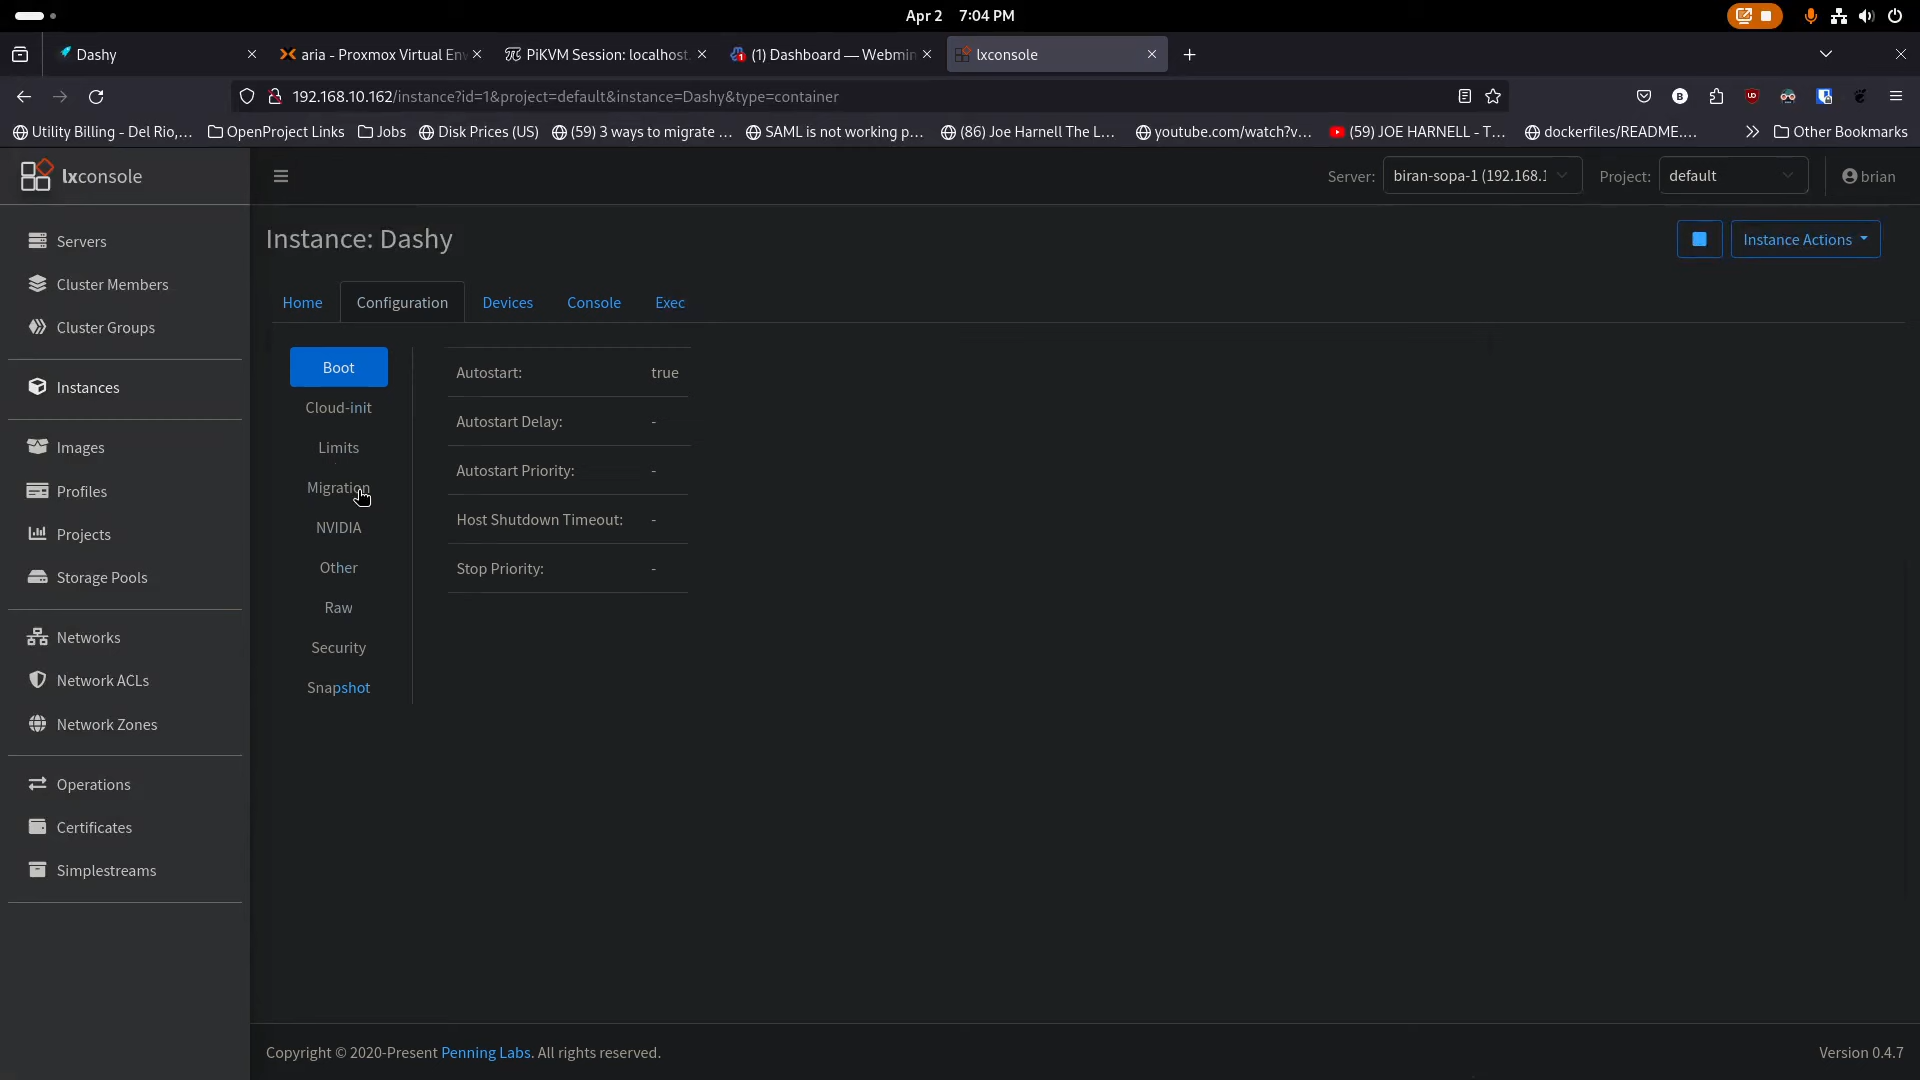 Apr 2 7:04 PM
Dashy
aria - Proxmox Virtual En
PiKVM Session: localhost
(1) Dashboard — Webmin
lxconsole
192.168.10.162/instance?id=1&project=default&instance=Dashy&type=container
Utility Billing - Del Rio,...
OpenProject Links
Jobs
Disk Prices (US)
(59) 3 ways to migrate ...
SAML is not working p...
(86) Joe Harnell The L...
youtube.com/watch?v...
(59) JOE HARNELL - T...
dockerfiles/README....
Other Bookmarks
lxconsole
Server:
biran-sopa-1 (192.168.1
Project:
default
brian
Servers
Cluster Members
Cluster Groups
Instances
Images
Profiles
Projects
Storage Pools
Networks
Network ACLs
Network Zones
Operations
Certificates
Simplestreams
Instance: Dashy
Instance Actions
Home
Configuration
Devices
Console
Exec
Boot
Cloud-init
Limits
Migration
NVIDIA
Other
Raw
Security
Snapshot
Autostart: true
Autostart Delay: -
Autostart Priority: -
Host Shutdown Timeout: -
Stop Priority: -
Copyright © 2020-Present Penning Labs. All rights reserved.
Version 0.4.7